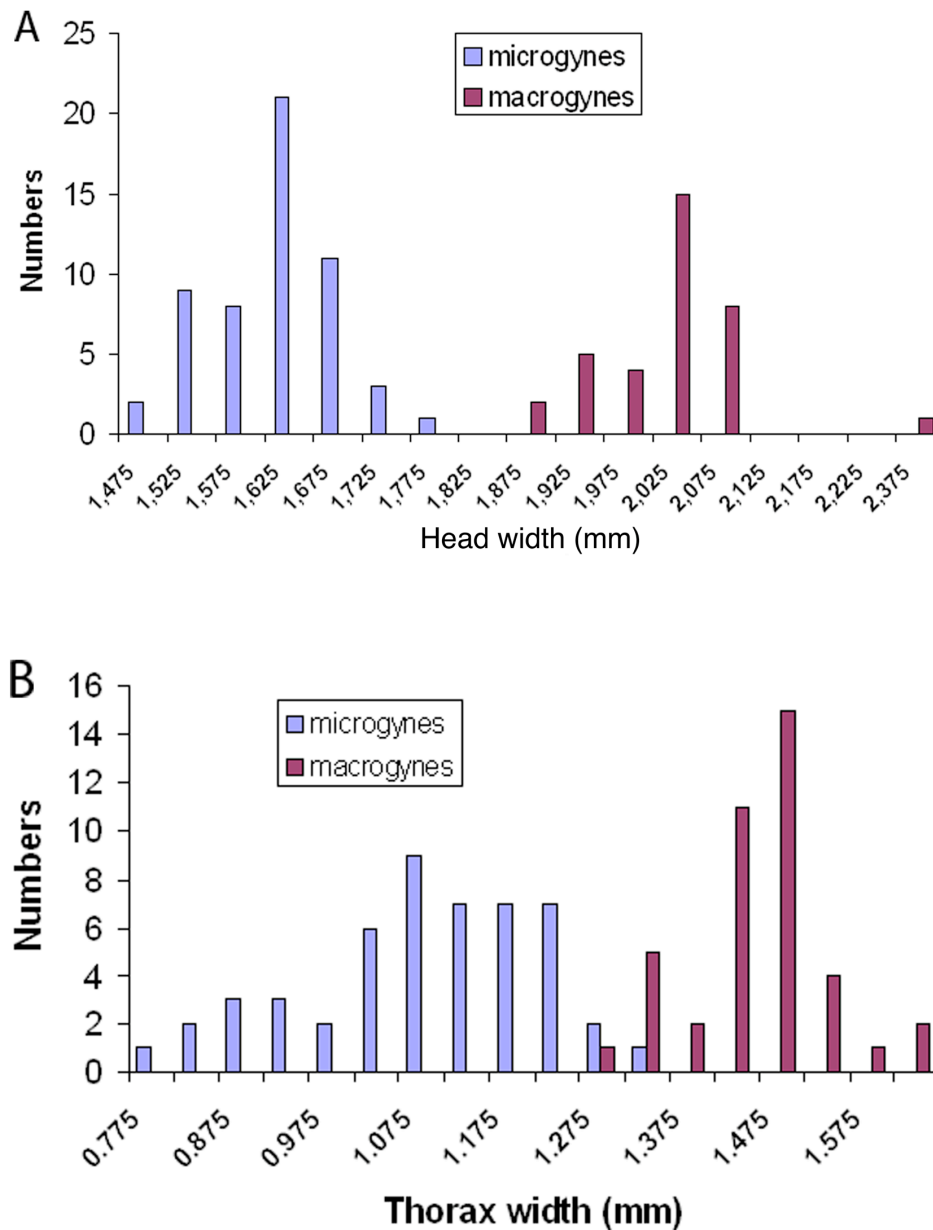 A
25
20
15
10
5
0
Numbers
microgynes
macrogynes
1,475 1,525 1,575 1,625 1,675 1,725 1,775 1,825 1,875 1,925 1,975 2,025 2,075 2,125 2,175 2,225 2,375
Head width (mm)
B
16
14
12
10
8
6
4
2
0
Numbers
microgynes
macrogynes
0.775 0.875 0.975 1.075 1.175 1.275 1.375 1.475 1.575
Thorax width (mm)